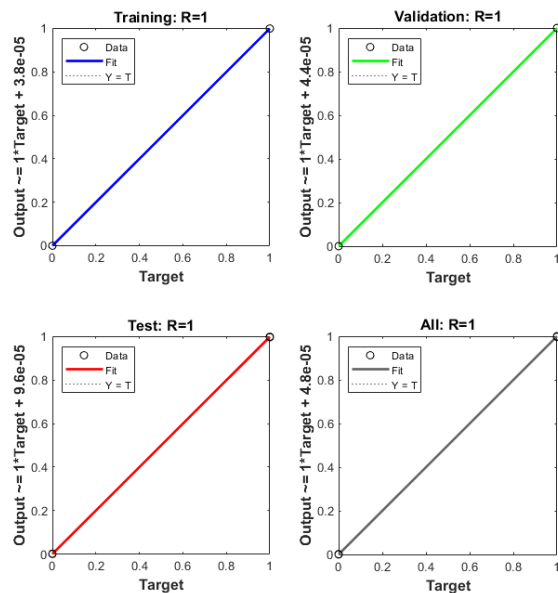 Training: R=1
Output ~= 1*Target + 3.8e-05
1
0.8
0.6
0.4
0.2
0
Data
Fit
Y = T
0 0.2 0.4 0.6 0.8 1
Target
Validation: R=1
Output ~= 1*Target + 4.4e-05
1
0.8
0.6
0.4
0.2
0
Data
Fit
Y = T
0 0.2 0.4 0.6 0.8 1
Target
Test: R=1
Output ~= 1*Target + 9.6e-05
1
0.8
0.6
0.4
0.2
0
Data
Fit
Y = T
0 0.2 0.4 0.6 0.8 1
Target
All: R=1
Output ~= 1*Target + 4.8e-05
1
0.8
0.6
0.4
0.2
0
Data
Fit
Y = T
0 0.2 0.4 0.6 0.8 1
Target